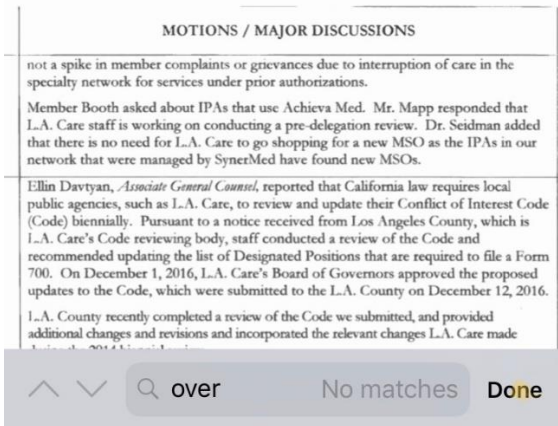 MOTIONS / MAJOR DISCUSSIONS
not a spike in member complaints or grievances due to interruption of care in the
specialty network for services under prior authorizations.
Member Booth asked about IPAs that use Achieva Med. Mr. Mapp responded that
L.A. Care staff is working on conducting a pre-delegation review. Dr. Seidman added
that there is no need for L.A. Care to go shopping for a new MSO as the IPAs in our
network that were managed by SynerMed have found new MSOs.
Ellin Davtyan, Associate General Counsel, reported that California law requires local
public agencies, such as L.A. Care, to review and update their Conflict of Interest Code
(Code) biennially. Pursuant to a notice received from Los Angeles County, which is
L.A. Care's Code reviewing body, staff conducted a review of the Code and
recommended updating the list of Designated Positions that are required to file a Form
700. On December 1, 2016, L.A. Care's Board of Governors approved the proposed
updates to the Code, which were submitted to the L.A. County on December 12, 2016.
L.A. County recently completed a review of the Code we submitted, and provided
additional changes and revisions and incorporated the relevant changes L.A. Care made
over No matches Done